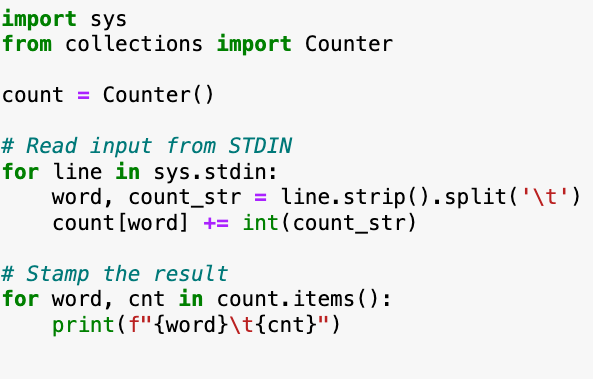 import sys
from collections import Counter
count = Counter()
# Read input from STDIN
for line in sys.stdin:
    word, count_str = line.strip().split('\t')
    count[word] += int(count_str)
# Stamp the result
for word, cnt in count.items():
    print(f"{word}\t{cnt}")